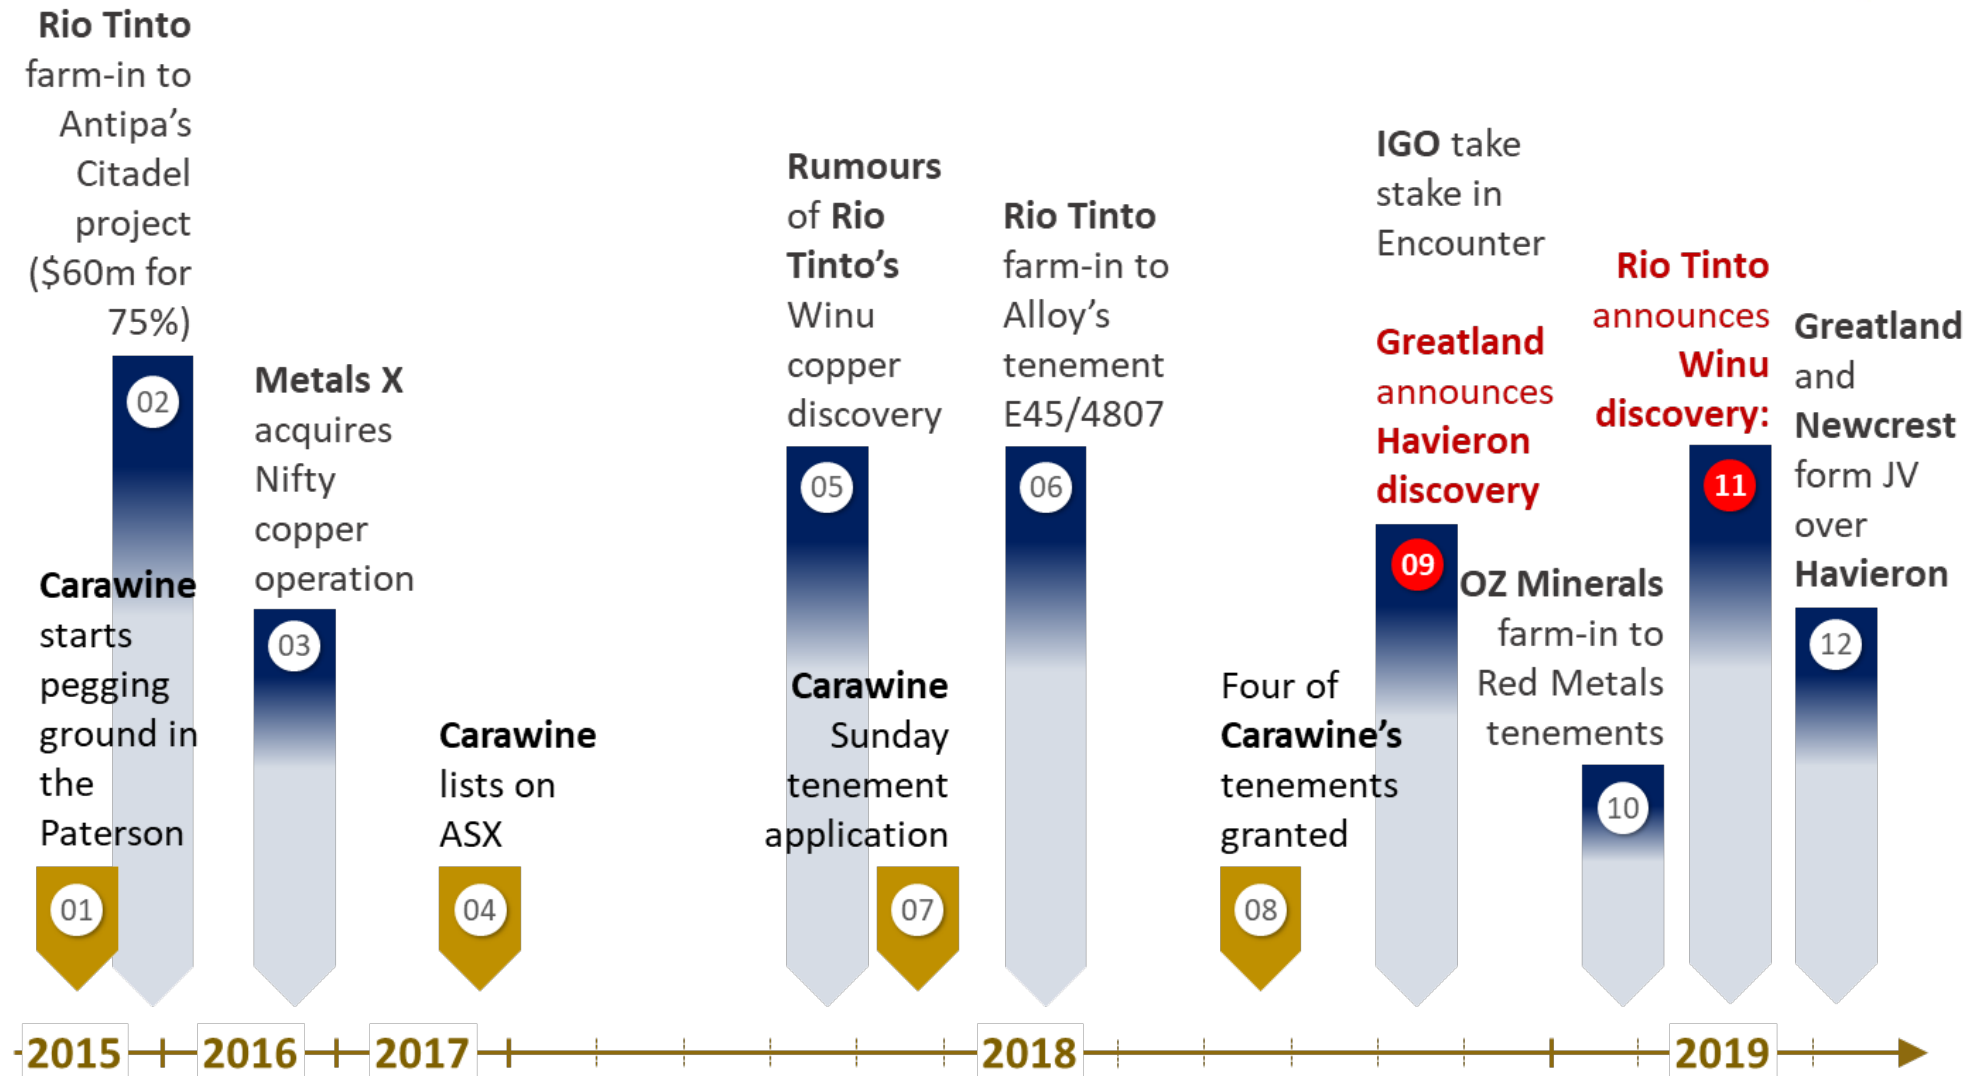 Rio Tinto
farm-in to
Antipa's
Citadel
project
($60m for
75%)
02
Carawine
starts
pegging
ground in
the
Paterson
01
Metals X
acquires
Nifty
copper
operation
03
Carawine
lists on
ASX
04
Rumours
of Rio
Tinto's
Winu
copper
discovery
05
Carawine
Sunday
tenement
application
07
Rio Tinto
farm-in to
Alloy's
tenement
E45/4807
06
Four of
Carawine's
tenements
granted
08
IGO take
stake in
Encounter
Greatland
announces
Havieron
discovery
09
OZ Minerals
farm-in to
Red Metals
tenements
10
Rio Tinto
announces
Winu
discovery:
11
Greatland
and
Newcrest
form JV
over
Havieron
12
2015 2016 2017 2018 2019